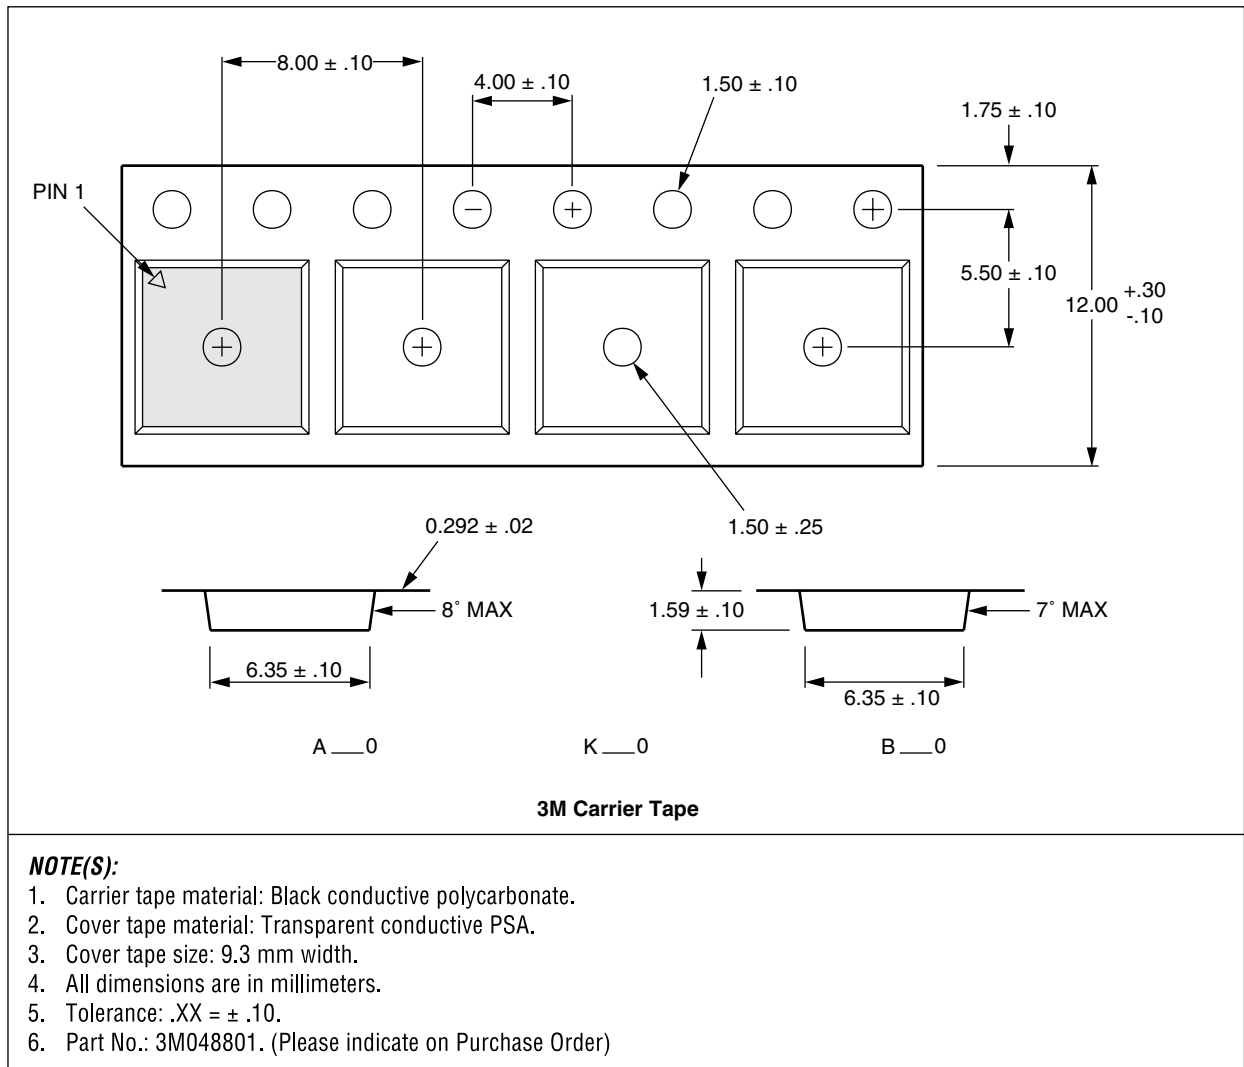 8.00 ± .10
4.00 ± .10
1.50 ± .10
1.75 ± .10
PIN 1
5.50 ± .10
12.00 +.30 -.10
0.292 ± .02
1.50 ± .25
8˚ MAX
1.59 ± .10
7˚ MAX
6.35 ± .10
6.35 ± .10
A __0
K __0
B __0
3M Carrier Tape
NOTE(S):
1. Carrier tape material: Black conductive polycarbonate.
2. Cover tape material: Transparent conductive PSA.
3. Cover tape size: 9.3 mm width.
4. All dimensions are in millimeters.
5. Tolerance: .XX = ± .10.
6. Part No.: 3M048801. (Please indicate on Purchase Order)